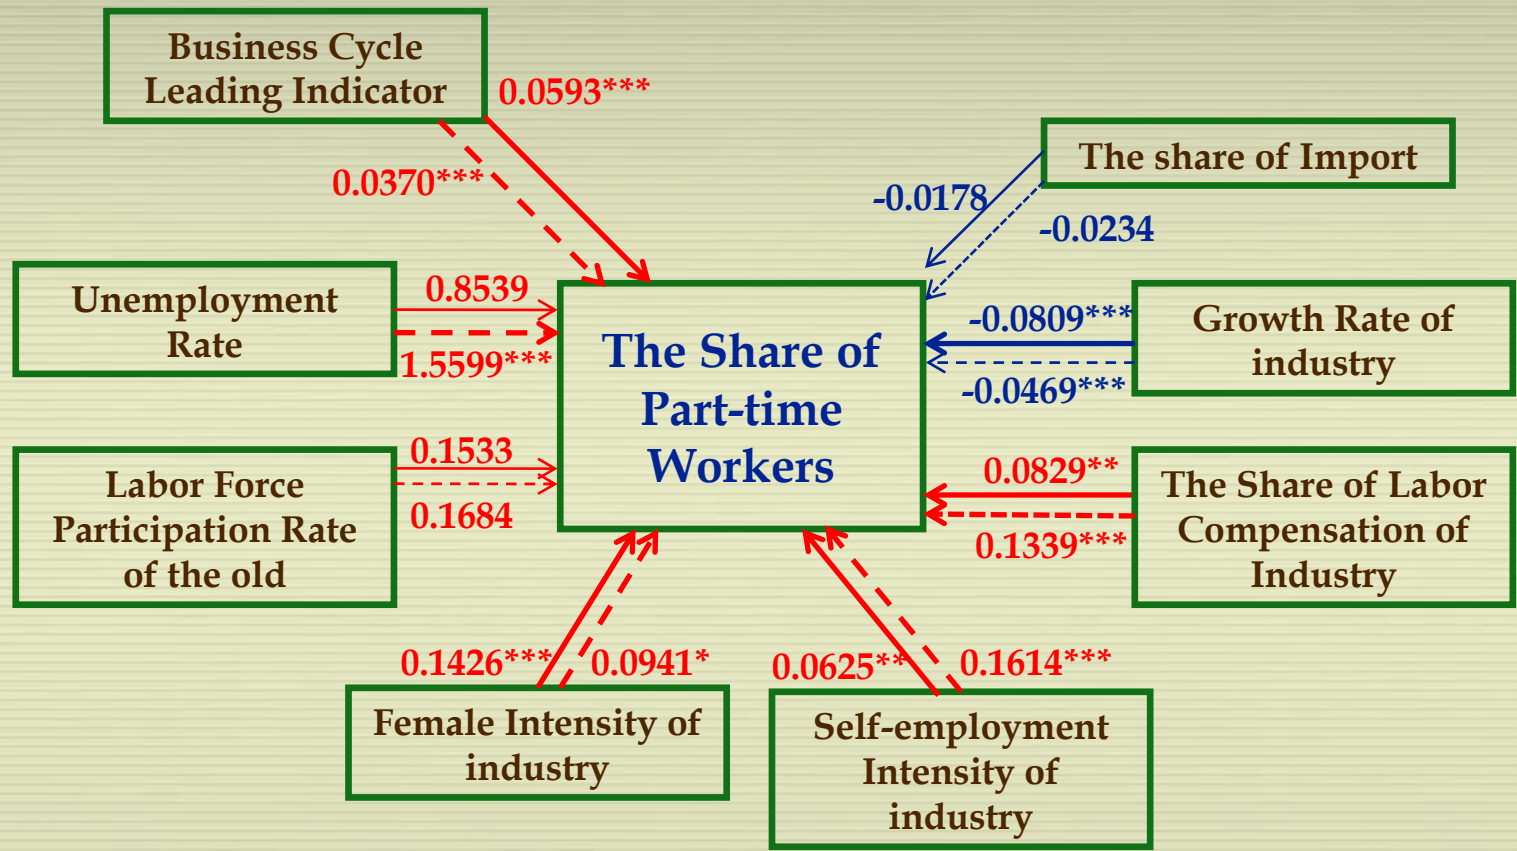 Business Cycle
Leading Indicator
0.0593***
0.0370***
The share of Import
-0.0178
-0.0234
Unemployment
Rate
0.8539
1.5599***
The Share of
Part-time
Workers
-0.0809***
-0.0469***
Growth Rate of
industry
Labor Force
Participation Rate
of the old
0.1533
0.1684
0.0829**
0.1339***
The Share of Labor
Compensation of
Industry
0.1426***
0.0941*
0.0625**
0.1614***
Female Intensity of
industry
Self-employment
Intensity of
industry